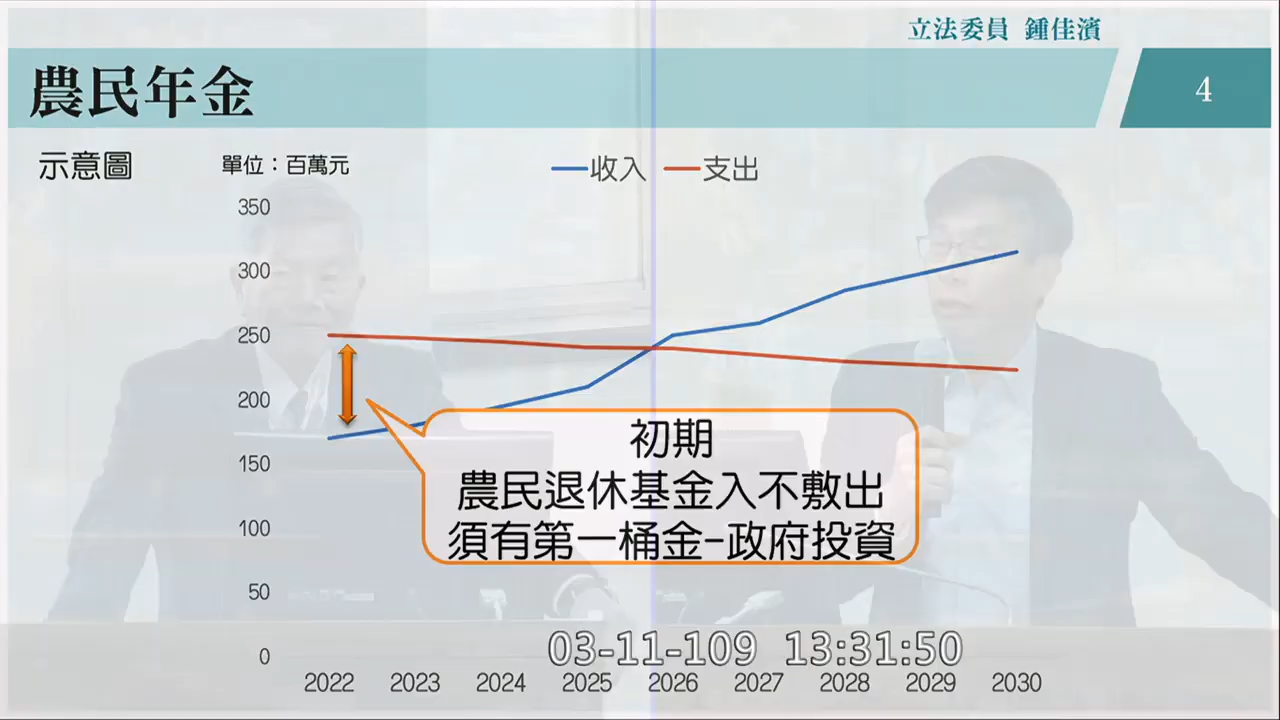 立法委員 鍾佳濱
農民年金
4
示意圖
單位：百萬元
收入 支出
350
300
250
200
150
100
50
0
初期
農民退休基金入不敷出
須有第一桶金-政府投資
03-11-109 13:31:50
2022 2023 2024 2025 2026 2027 2028 2029 2030